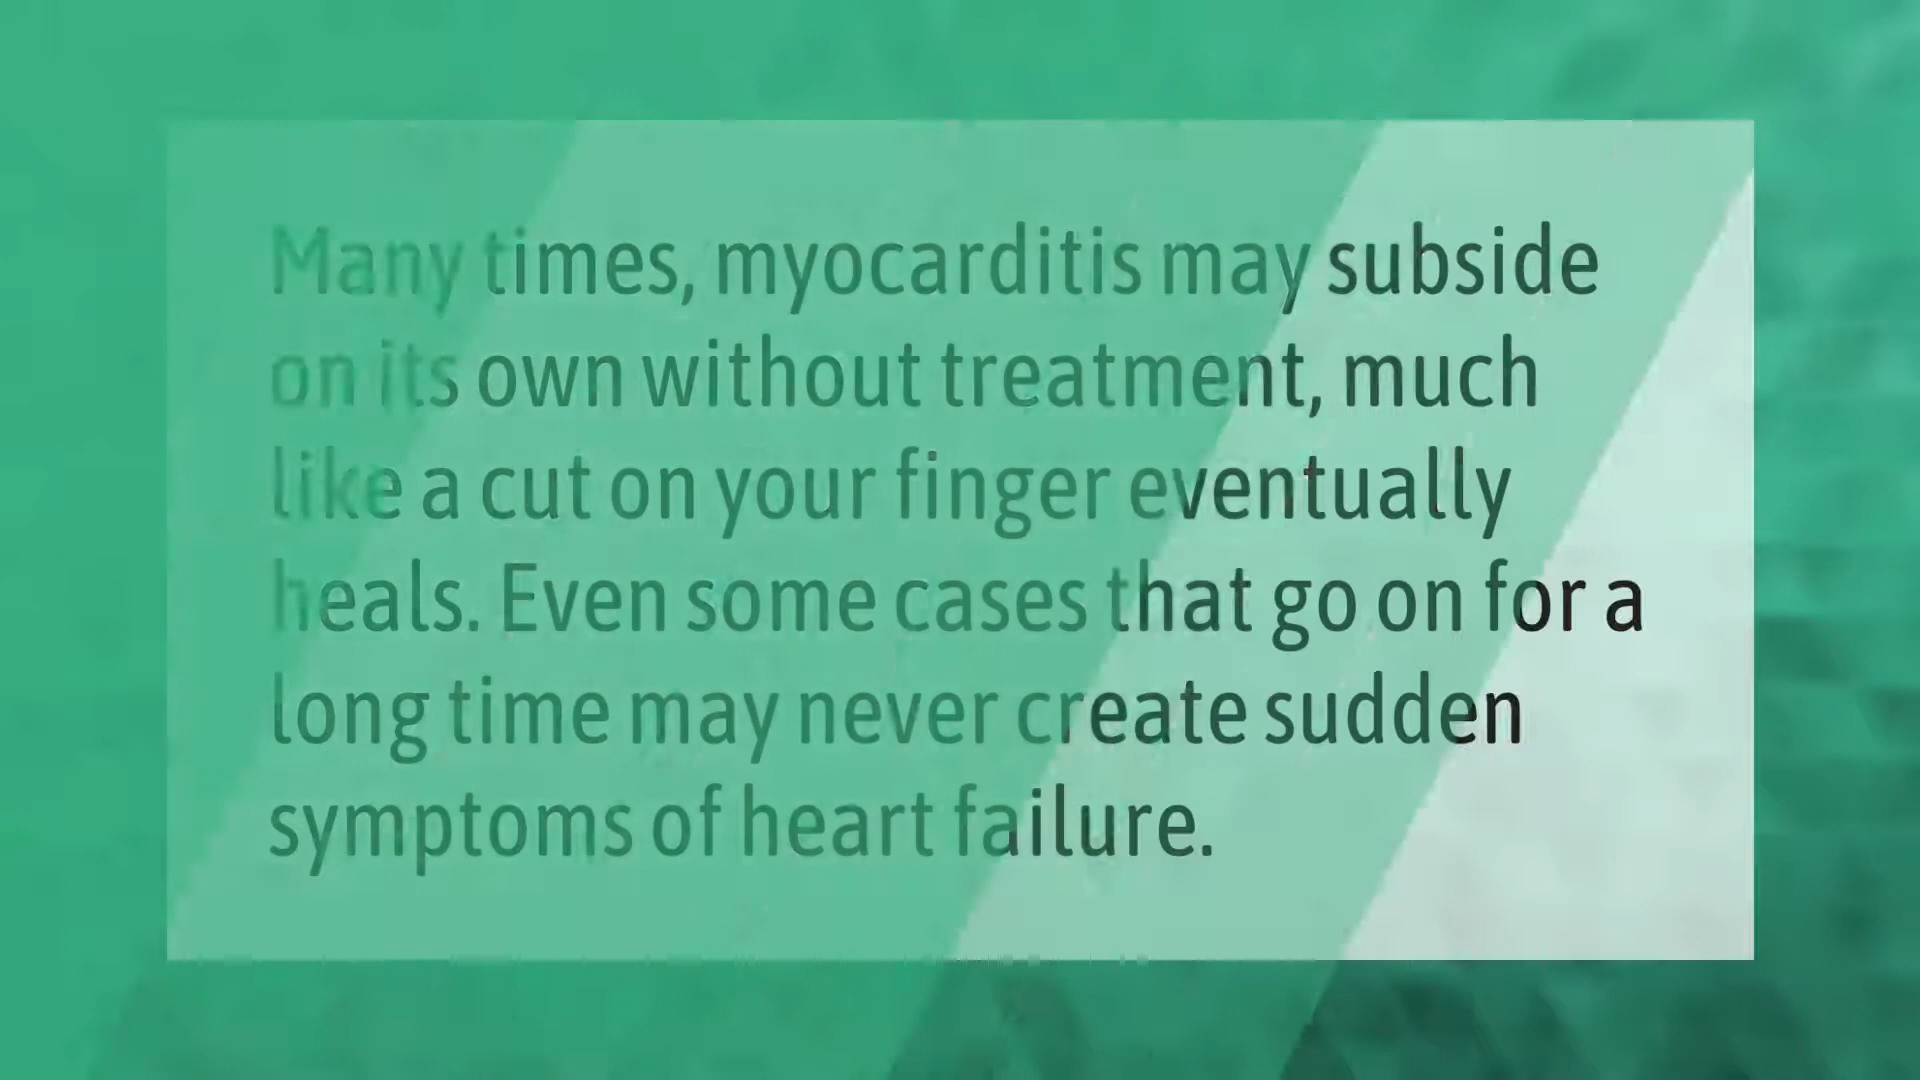 Many times, myocarditis may subside
on its own without treatment, much
like a cut on your finger eventually
heals. Even some cases that go on for a
long time may never create sudden
symptoms of heart failure.